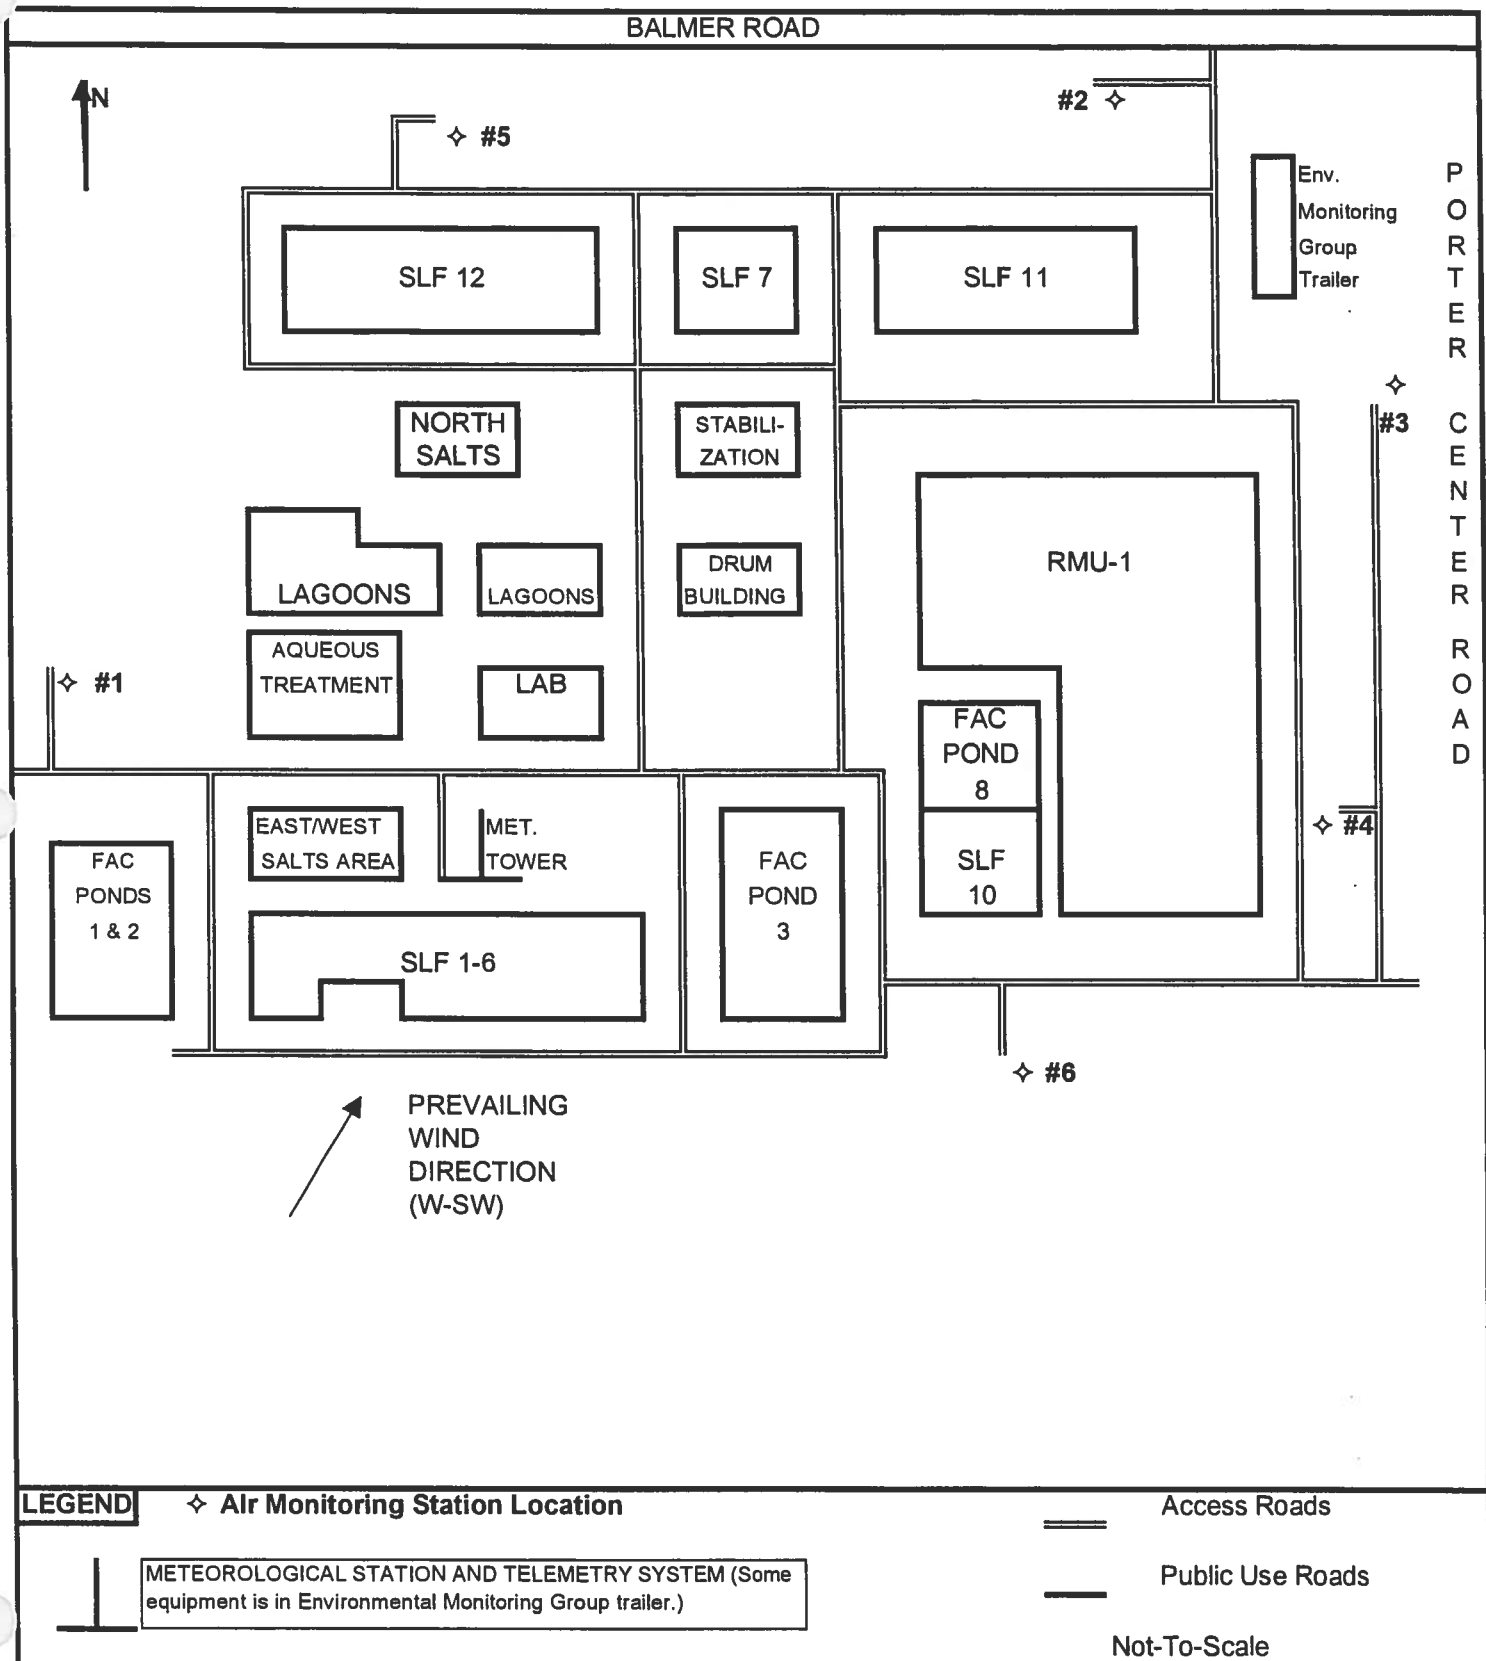 BALMER ROAD
N
#2
#5
Env.
Monitoring
Group
Trailer
PORTER CENTER ROAD
SLF 12
SLF 7
SLF 11
#3
NORTH
SALTS
STABILI-
ZATION
RMU-1
LAGOONS
LAGOONS
DRUM
BUILDING
AQUEOUS
TREATMENT
LAB
#1
FAC
POND
8
EAST/WEST
SALTS AREA
MET.
TOWER
#4
FAC
PONDS
1 & 2
FAC
POND
3
SLF
10
SLF 1-6
#6
PREVAILING
WIND
DIRECTION
(W-SW)
LEGEND
AIr Monitoring Station Location
Access Roads
METEOROLOGICAL STATION AND TELEMETRY SYSTEM (Some
equipment is in Environmental Monitoring Group trailer.)
Public Use Roads
Not-To-Scale